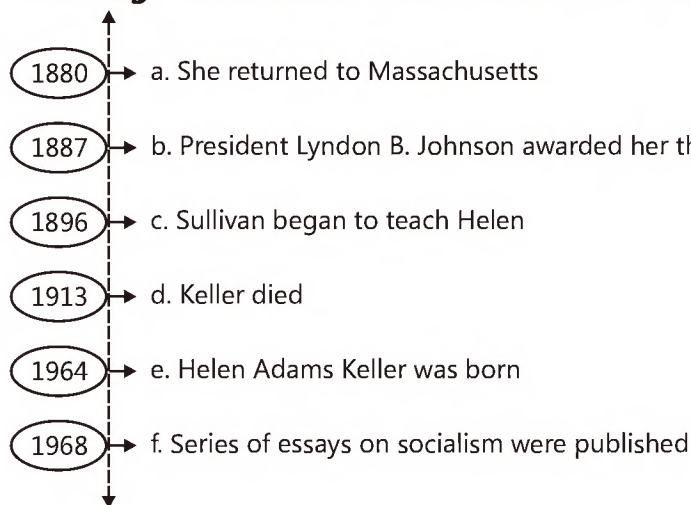 1880 a. She returned to Massachusetts
1887 b. President Lyndon B. Johnson awarded her
1896 c. Sullivan began to teach Helen
1913 d. Keller died
1964 e. Helen Adams Keller was born
1968 f. Series of essays on socialism were published